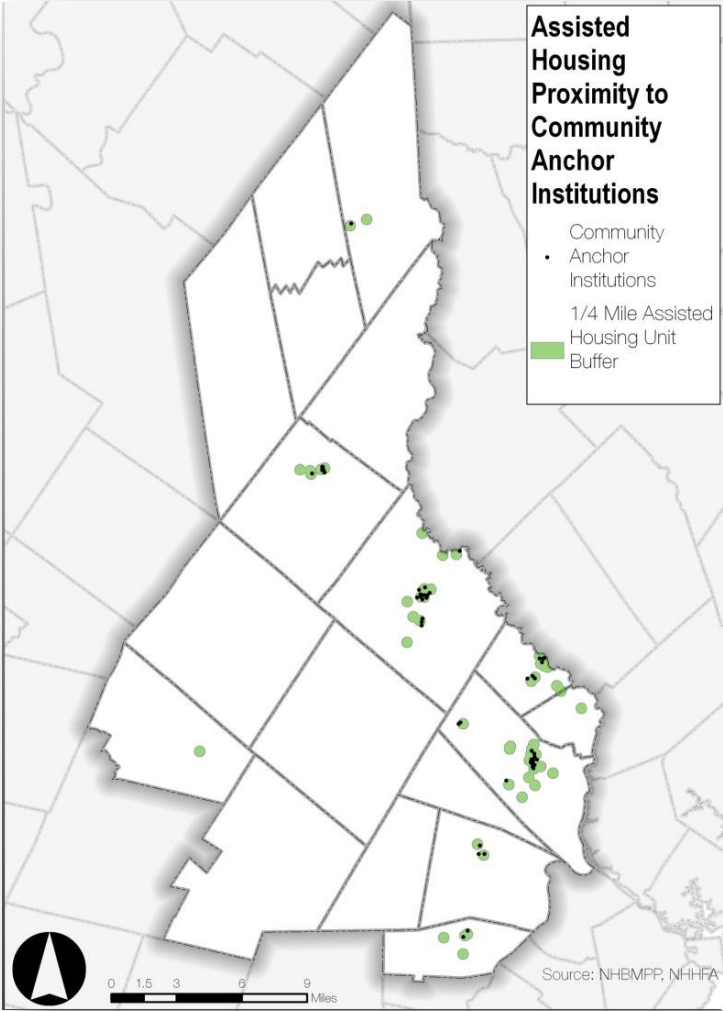 Assisted
Housing
Proximity to
Community
Anchor
Institutions
Community
Anchor
Institutions
1/4 Mile Assisted
Housing Unit
Buffer
Source: NHBMPP, NHHFA
0 1.5 3 6 9
Miles